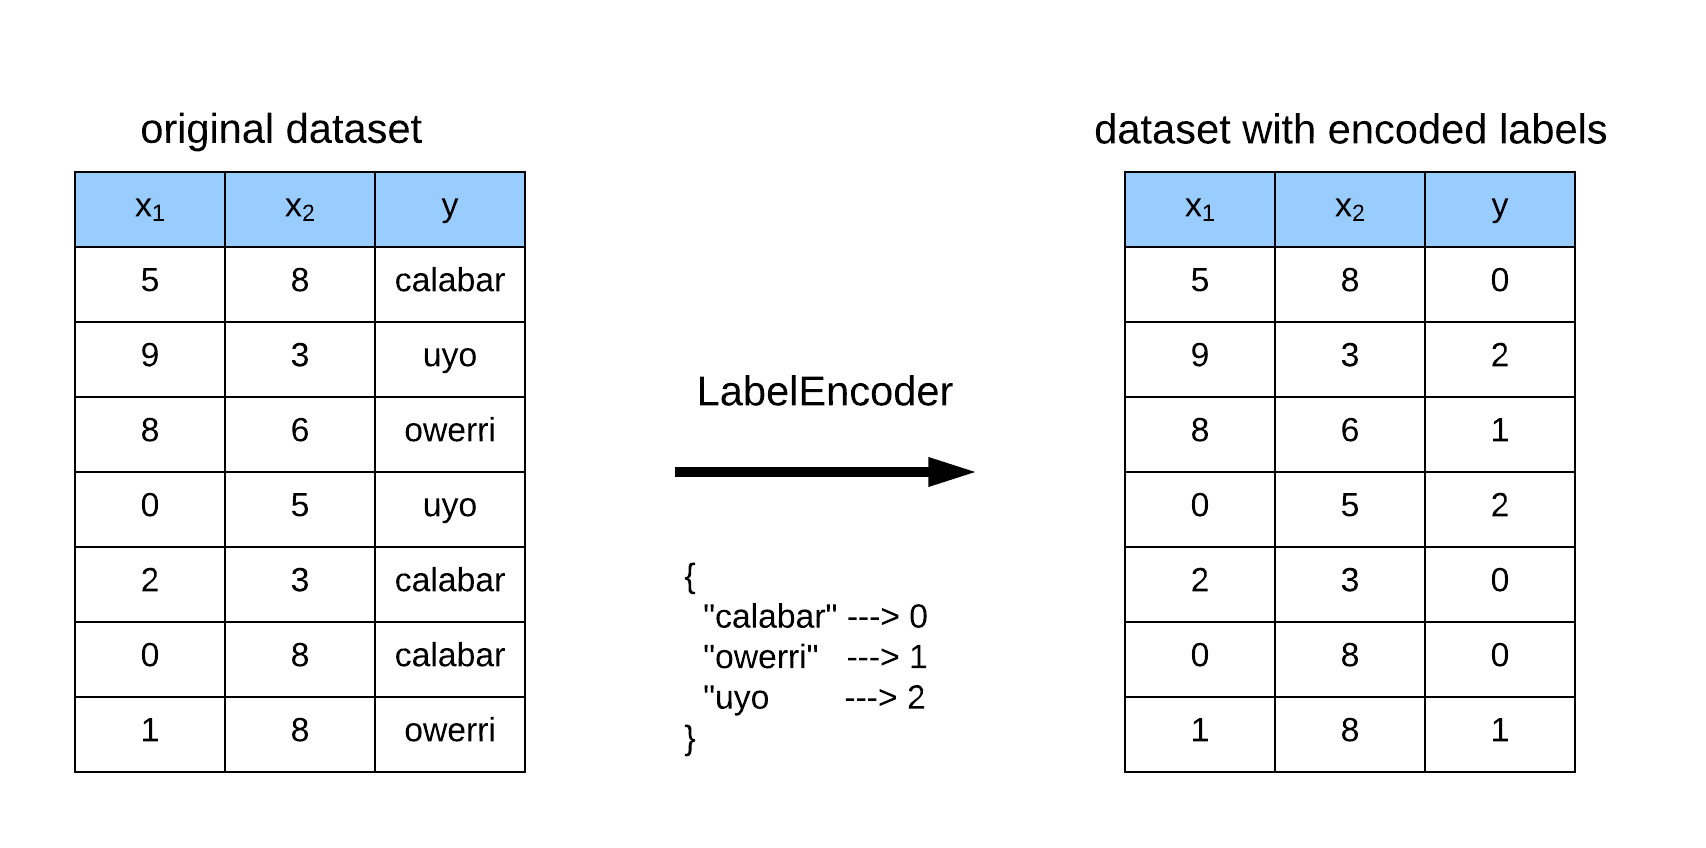 original dataset
x₁ x₂ y
5 8 calabar
9 3 uyo
8 6 owerri
0 5 uyo
2 3 calabar
0 8 calabar
1 8 owerri
LabelEncoder
{
"calabar" ---> 0
"owerri" ---> 1
"uyo ---> 2
}
dataset with encoded labels
x₁ x₂ y
5 8 0
9 3 2
8 6 1
0 5 2
2 3 0
0 8 0
1 8 1